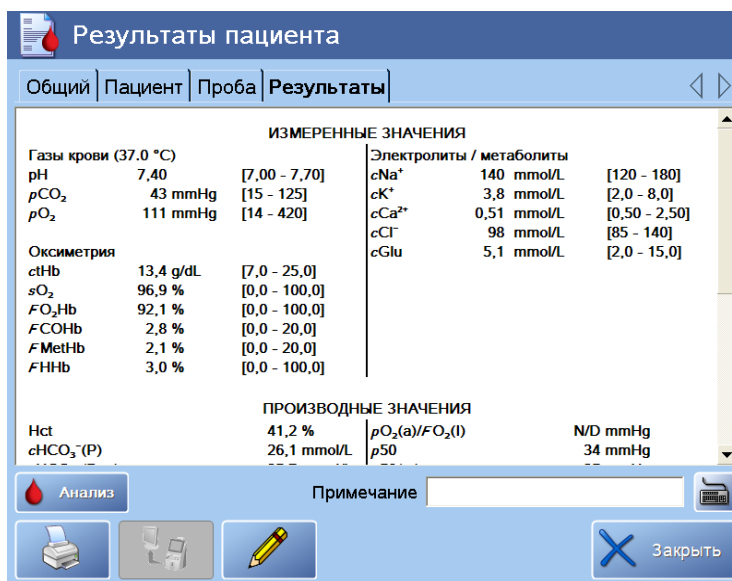 Результаты пациента
Общий Пациент Проба Результаты
ИЗМЕРЕННЫЕ ЗНАЧЕНИЯ
Газы крови (37.0 °C)
pH 7,40 [7,00 - 7,70]
pCO₂ 43 mmHg [15 - 125]
pO₂ 111 mmHg [14 - 420]
Оксиметрия
ctHb 13,4 g/dL [7,0 - 25,0]
sO₂ 96,9 % [0,0 - 100,0]
FO₂Hb 92,1 % [0,0 - 100,0]
FCOHb 2,8 % [0,0 - 20,0]
FMetHb 2,1 % [0,0 - 20,0]
FHHb 3,0 % [0,0 - 100,0]
Электролиты / метаболиты
cNa⁺ 140 mmol/L [120 - 180]
cK⁺ 3,8 mmol/L [2,0 - 8,0]
cCa²⁺ 0,51 mmol/L [0,50 - 2,50]
cCl⁻ 98 mmol/L [85 - 140]
cGlu 5,1 mmol/L [2,0 - 15,0]
ПРОИЗВОДНЫЕ ЗНАЧЕНИЯ
Hct 41,2 %
cHCO₃⁻(P) 26,1 mmol/L
pO₂(a)/FO₂(I) N/D mmHg
p50 34 mmHg
Анализ
Примечание
Закрыть